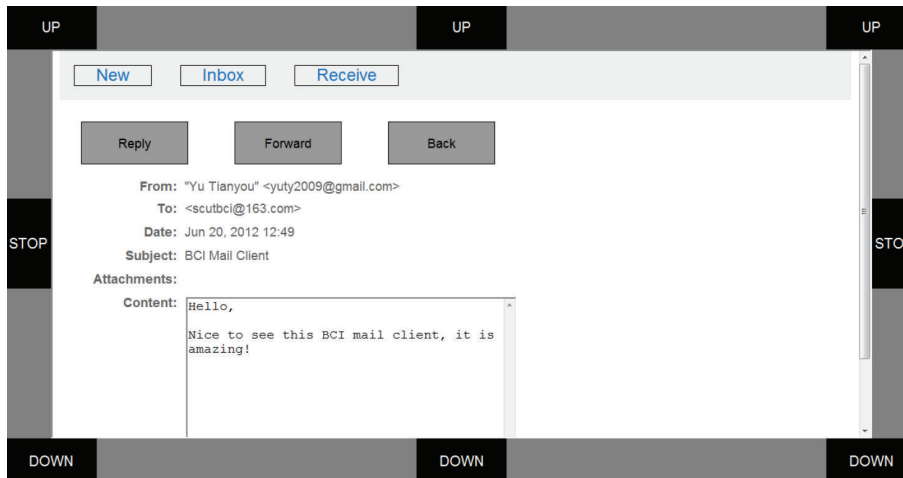 UP UP UP
New Inbox Receive
Reply Forward Back
From: "Yu Tianyou" <yuty2009@gmail.com>
To: <scutbci@163.com>
Date: Jun 20, 2012 12:49
STOP STO
Subject: BCI Mail Client
Attachments:
Content:
Hello,
Nice to see this BCI mail client, it is
amazing!
DOWN DOWN DOWN